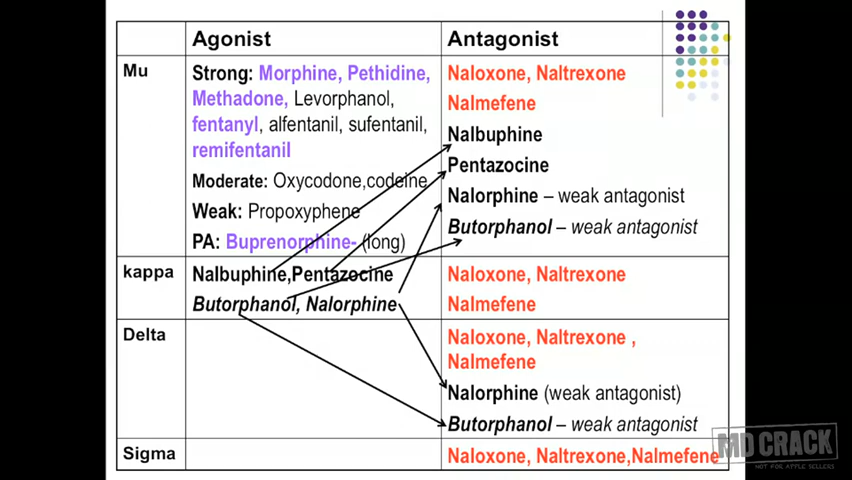 Agonist
Antagonist
Mu
Strong: Morphine, Pethidine,
Methadone, Levorphanol,
fentanyl, alfentanil, sufentanil,
remifentanil
Moderate: Oxycodone,codeine
Weak: Propoxyphene
PA: Buprenorphine- (long)
Naloxone, Naltrexone
Nalmefene
Nalbuphine
Pentazocine
Nalorphine – weak antagonist
Butorphanol – weak antagonist
kappa
Nalbuphine,Pentazocine
Butorphanol, Nalorphine
Naloxone, Naltrexone
Nalmefene
Delta
Naloxone, Naltrexone ,
Nalmefene
Nalorphine (weak antagonist)
Butorphanol – weak antagonist
Sigma
Naloxone, Naltrexone,Nalmefene
MD CRACK
NOT FOR APPLE SELLERS